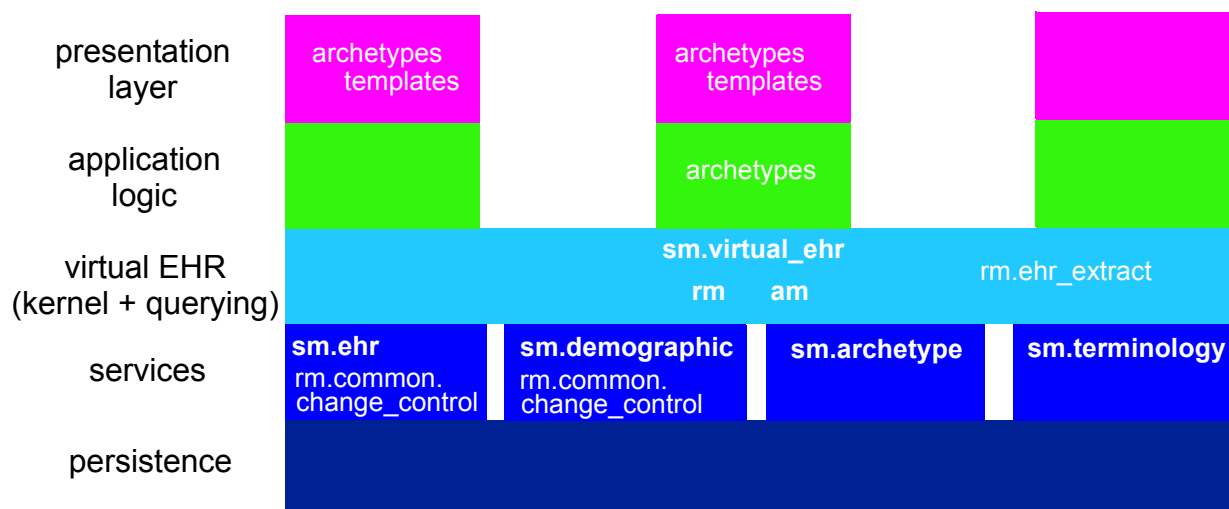 presentation
layer
archetypes
templates
archetypes
templates
application
logic
archetypes
virtual EHR
(kernel + querying)
sm.virtual_ehr
rm am
rm.ehr_extract
services
sm.ehr
rm.common.
change_control
sm.demographic
rm.common.
change_control
sm.archetype
sm.terminology
persistence